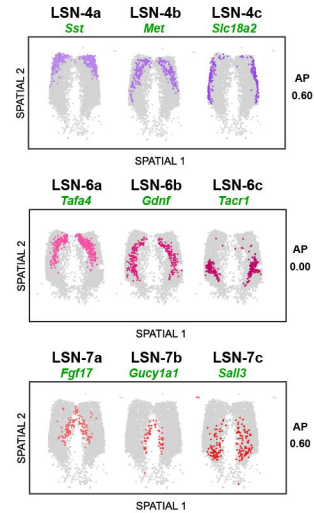 LSN-4a LSN-4b LSN-4c
Sst Met Slc18a2
SPATIAL 2
AP
0.60
SPATIAL 1
LSN-6a LSN-6b LSN-6c
Tafa4 Gdnf Tacr1
SPATIAL 2
AP
0.00
SPATIAL 1
LSN-7a LSN-7b LSN-7c
Fgf17 Gucy1a1 Sall3
SPATIAL 2
AP
0.60
SPATIAL 1